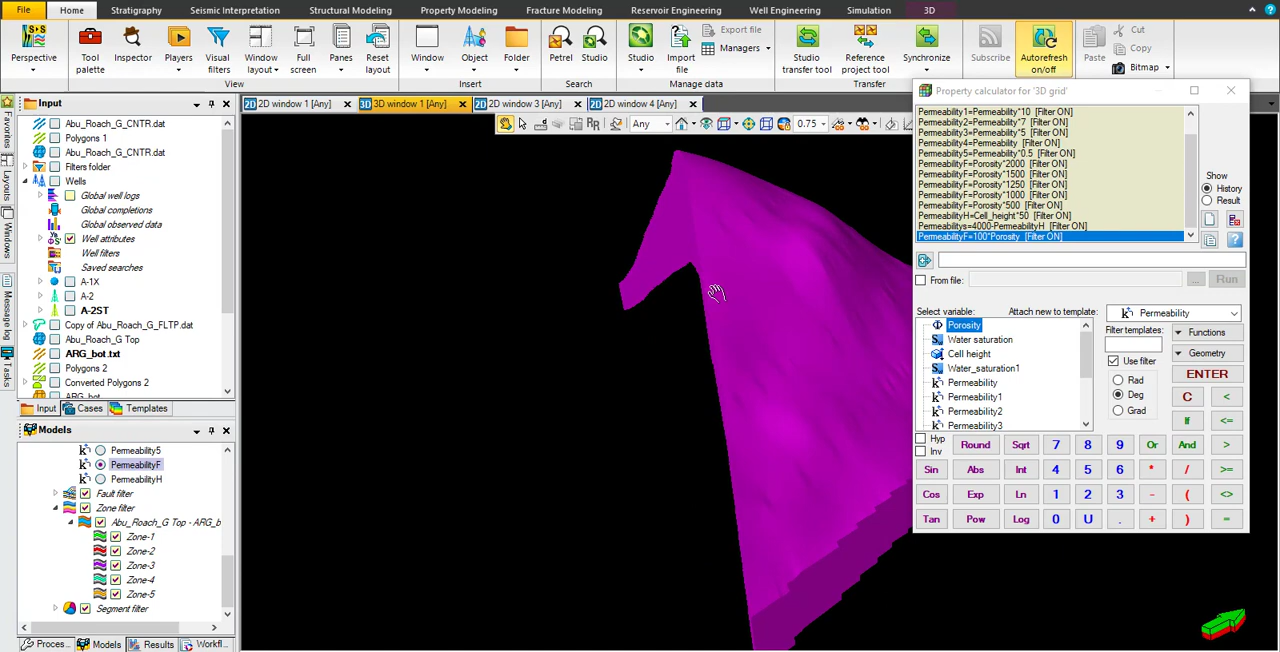 File Home Stratigraphy Seismic Interpretation Structural Modeling Property Modeling Fracture Modeling Reservoir Engineering Well Engineering Simulation 3D
Perspective Tool palette Inspector Players Visual filters Window layout Full screen Panes Reset layout
View
Window Object Folder
Insert
Petrel Studio
Search
Studio Import file Export file Managers
Manage data
Studio transfer tool Reference project tool Synchronize
Transfer
Subscribe Autorefresh on/off Paste Cut Copy Bitmap
Favorites
Layouts
Windows
Message log
Tasks
Input
Abu_Roach_G_CNTR.dat
Polygons 1
Abu_Roach_G_CNTR.dat
Filters folder
Wells
Global well logs
Global completions
Global observed data
Well attributes
Well filters
Saved searches
A-1X
A-2
A-2ST
Copy of Abu_Roach_G_FLTP.dat
Abu_Roach_G Top
ARG_bot.txt
Polygons 2
Converted Polygons 2
ARG_bot
Input Cases Templates
Models
Permeability5
PermeabilityF
PermeabilityH
Fault filter
Zone filter
Abu_Roach_G Top - ARG_b
Zone-1
Zone-2
Zone-3
Zone-4
Zone-5
Segment filter
Proces... Models Results Workfl...
2D 2D window 1 [Any] 3D 3D window 1 [Any] 2D 2D window 3 [Any] 2D 2D window 4 [Any]
Any 0.75
Property calculator for '3D grid'
Permeability1=Permeability*10 [Filter ON]
Permeability2=Permeability*7 [Filter ON]
Permeability3=Permeability*5 [Filter ON]
Permeability4=Permeability [Filter ON]
Permeability5=Permeability*0.5 [Filter ON]
PermeabilityF=Porosity*2000 [Filter ON]
PermeabilityF=Porosity*1500 [Filter ON]
PermeabilityF=Porosity*1250 [Filter ON]
PermeabilityF=Porosity*1000 [Filter ON]
PermeabilityF=Porosity*500 [Filter ON]
PermeabilityH=Cell_height*50 [Filter ON]
Permeabilitys=4000-PermeabilityH [Filter ON]
PermeabilityF=100*Porosity [Filter ON]
Show
History
Result
From file: ... Run
Select variable: Attach new to template: Permeability
Porosity
Water saturation
Cell height
Water_saturation1
Permeability
Permeability1
Permeability2
Permeability3
Filter templates:
Use filter
Rad
Deg
Grad
Functions
Geometry
ENTER
C <
If <=
Hyp
Inv
Round Sqrt 7 8 9 Or And >
Sin Abs Int 4 5 6 * / >=
Cos Exp Ln 1 2 3 - ( <>
Tan Pow Log 0 U . + ) =